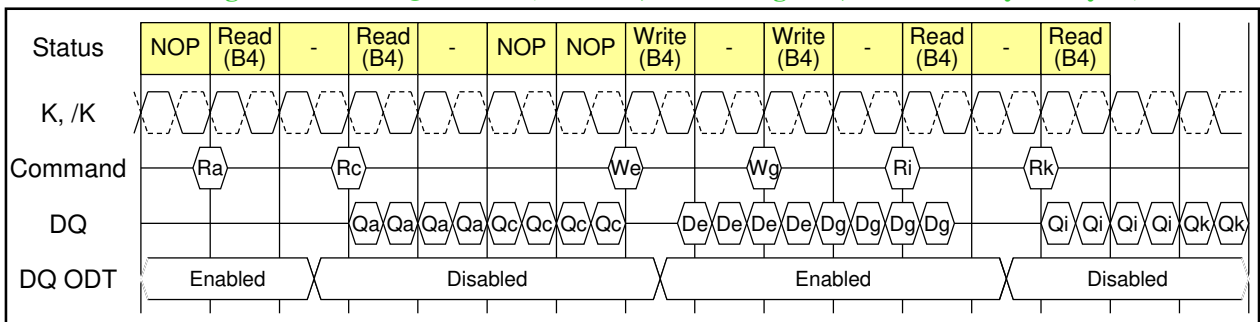 Status NOP Read (B4) - Read (B4) - NOP NOP Write (B4) - Write (B4) - Read (B4) - Read (B4)
K, /K
Command Ra Rc We Wg Ri Rk
DQ Qa Qa Qa Qa Qc Qc Qc Qc De De De De Dg Dg Dg Dg Qi Qi Qi Qi Qk Qk
DQ ODT Enabled Disabled Enabled Disabled